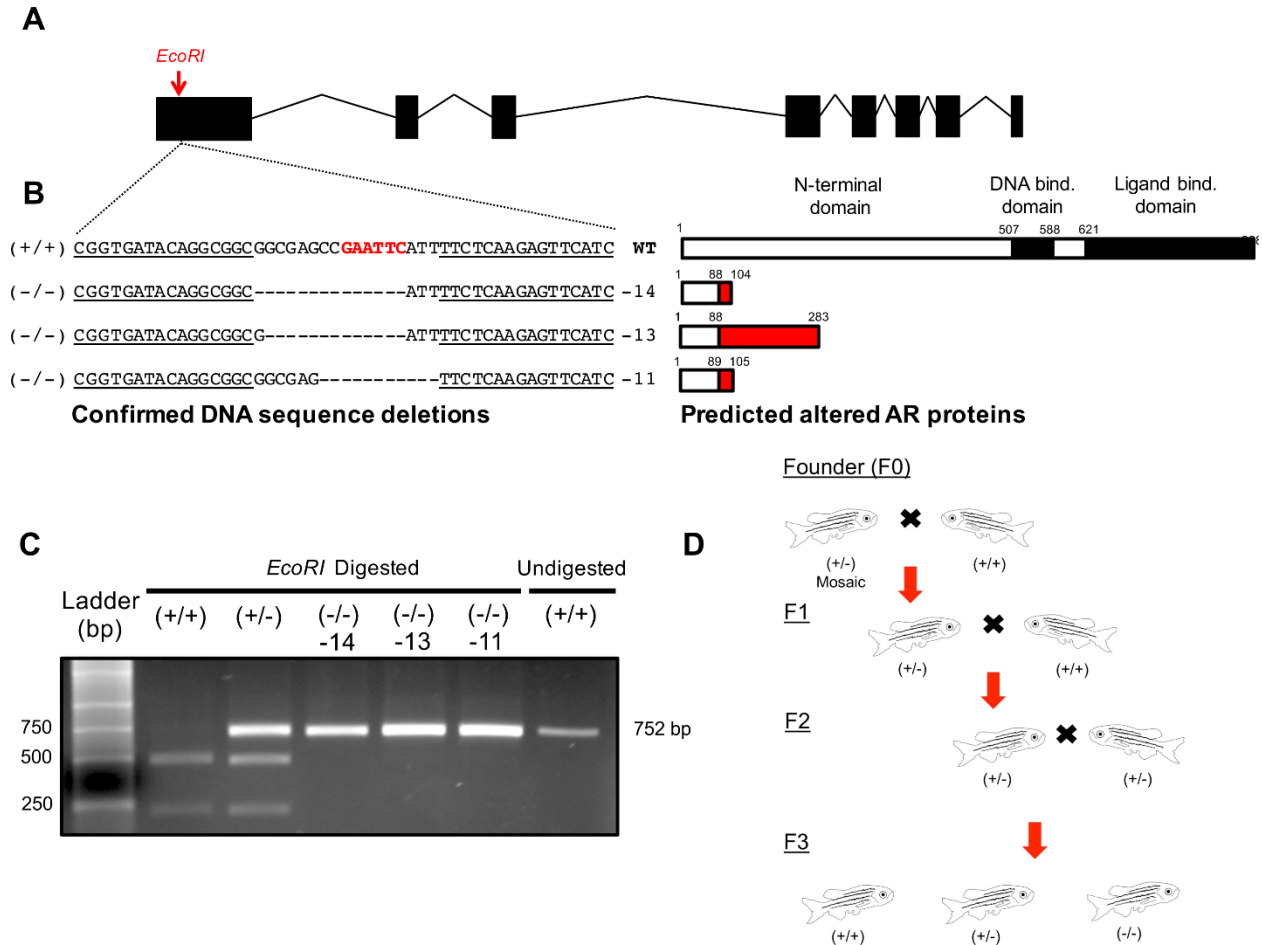 A
EcoRI
B
N-terminal domain
DNA bind. domain
Ligand bind. domain
1 507 588 621
(+/+) CGGTGATACAGGCGGCGGCGAGCCGAATTCATTTTCTCAAGAGTTCATC WT
1 88 104
(-/-) CGGTGATACAGGCGGC--------------ATTTTCTCAAGAGTTCATC -14
1 88 283
(-/-) CGGTGATACAGGCGGCG-------------ATTTTCTCAAGAGTTCATC -13
1 89 105
(-/-) CGGTGATACAGGCGGCGGCGAG-----------TTCTCAAGAGTTCATC -11
Confirmed DNA sequence deletions
Predicted altered AR proteins
C
EcoRI Digested
Undigested
Ladder (bp)
(+/+) (+/-) (-/-) (-/-) (-/-) (+/+)
-14 -13 -11
750
752 bp
500
250
D
Founder (F0)
(+/-) (+/+)
Mosaic
F1
(+/-) (+/+)
F2
(+/-) (+/-)
F3
(+/+) (+/-) (-/-)